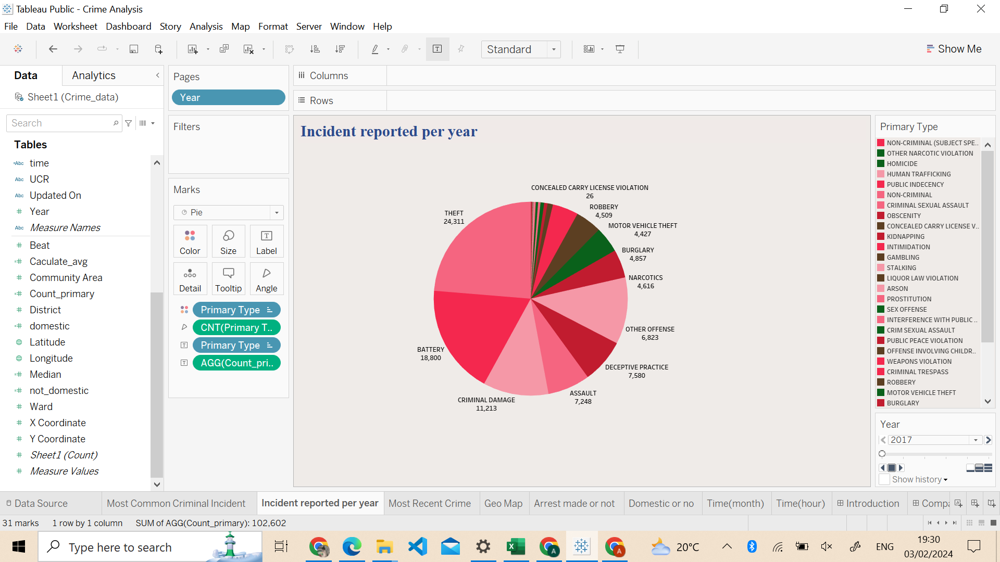 Tableau Public - Crime Analysis
File Data Worksheet Dashboard Story Analysis Map Format Server Window Help
Standard
Show Me
Data
Analytics
Sheet1 (Crime_data)
Search
Tables
=Abc time
Abc UCR
Abc Updated On
# Year
Abc Measure Names
# Beat
=# Caculate_avg
# Community Area
=# Count_primary
# District
=# domestic
Latitude
Longitude
=# Median
=# not_domestic
# Ward
# X Coordinate
# Y Coordinate
# Sheet1 (Count)
# Measure Values
Pages
Year
Filters
Marks
Pie
Color
Size
Label
Detail
Tooltip
Angle
Primary Type
CNT(Primary T..
Primary Type
AGG(Count_pri..
Columns
Rows
Incident reported per year
CONCEALED CARRY LICENSE VIOLATION
26
ROBBERY
4,509
MOTOR VEHICLE THEFT
4,427
BURGLARY
4,857
NARCOTICS
4,616
OTHER OFFENSE
6,823
DECEPTIVE PRACTICE
7,580
ASSAULT
7,248
CRIMINAL DAMAGE
11,213
BATTERY
18,800
THEFT
24,311
Primary Type
NON-CRIMINAL (SUBJECT SPE..
OTHER NARCOTIC VIOLATION
HOMICIDE
HUMAN TRAFFICKING
PUBLIC INDECENCY
NON-CRIMINAL
CRIMINAL SEXUAL ASSAULT
OBSCENITY
CONCEALED CARRY LICENSE V..
KIDNAPPING
INTIMIDATION
GAMBLING
STALKING
LIQUOR LAW VIOLATION
ARSON
PROSTITUTION
SEX OFFENSE
INTERFERENCE WITH PUBLIC ..
CRIM SEXUAL ASSAULT
PUBLIC PEACE VIOLATION
OFFENSE INVOLVING CHILDR..
WEAPONS VIOLATION
CRIMINAL TRESPASS
ROBBERY
MOTOR VEHICLE THEFT
BURGLARY
Year
2017
Show history
Data Source
Most Common Criminal Incident
Incident reported per year
Most Recent Crime
Geo Map
Arrest made or not
Domestic or no
Time(month)
Time(hour)
Introduction
Compa
31 marks
1 row by 1 column
SUM of AGG(Count_primary): 102,602
Type here to search
20°C
ENG
19:30
03/02/2024